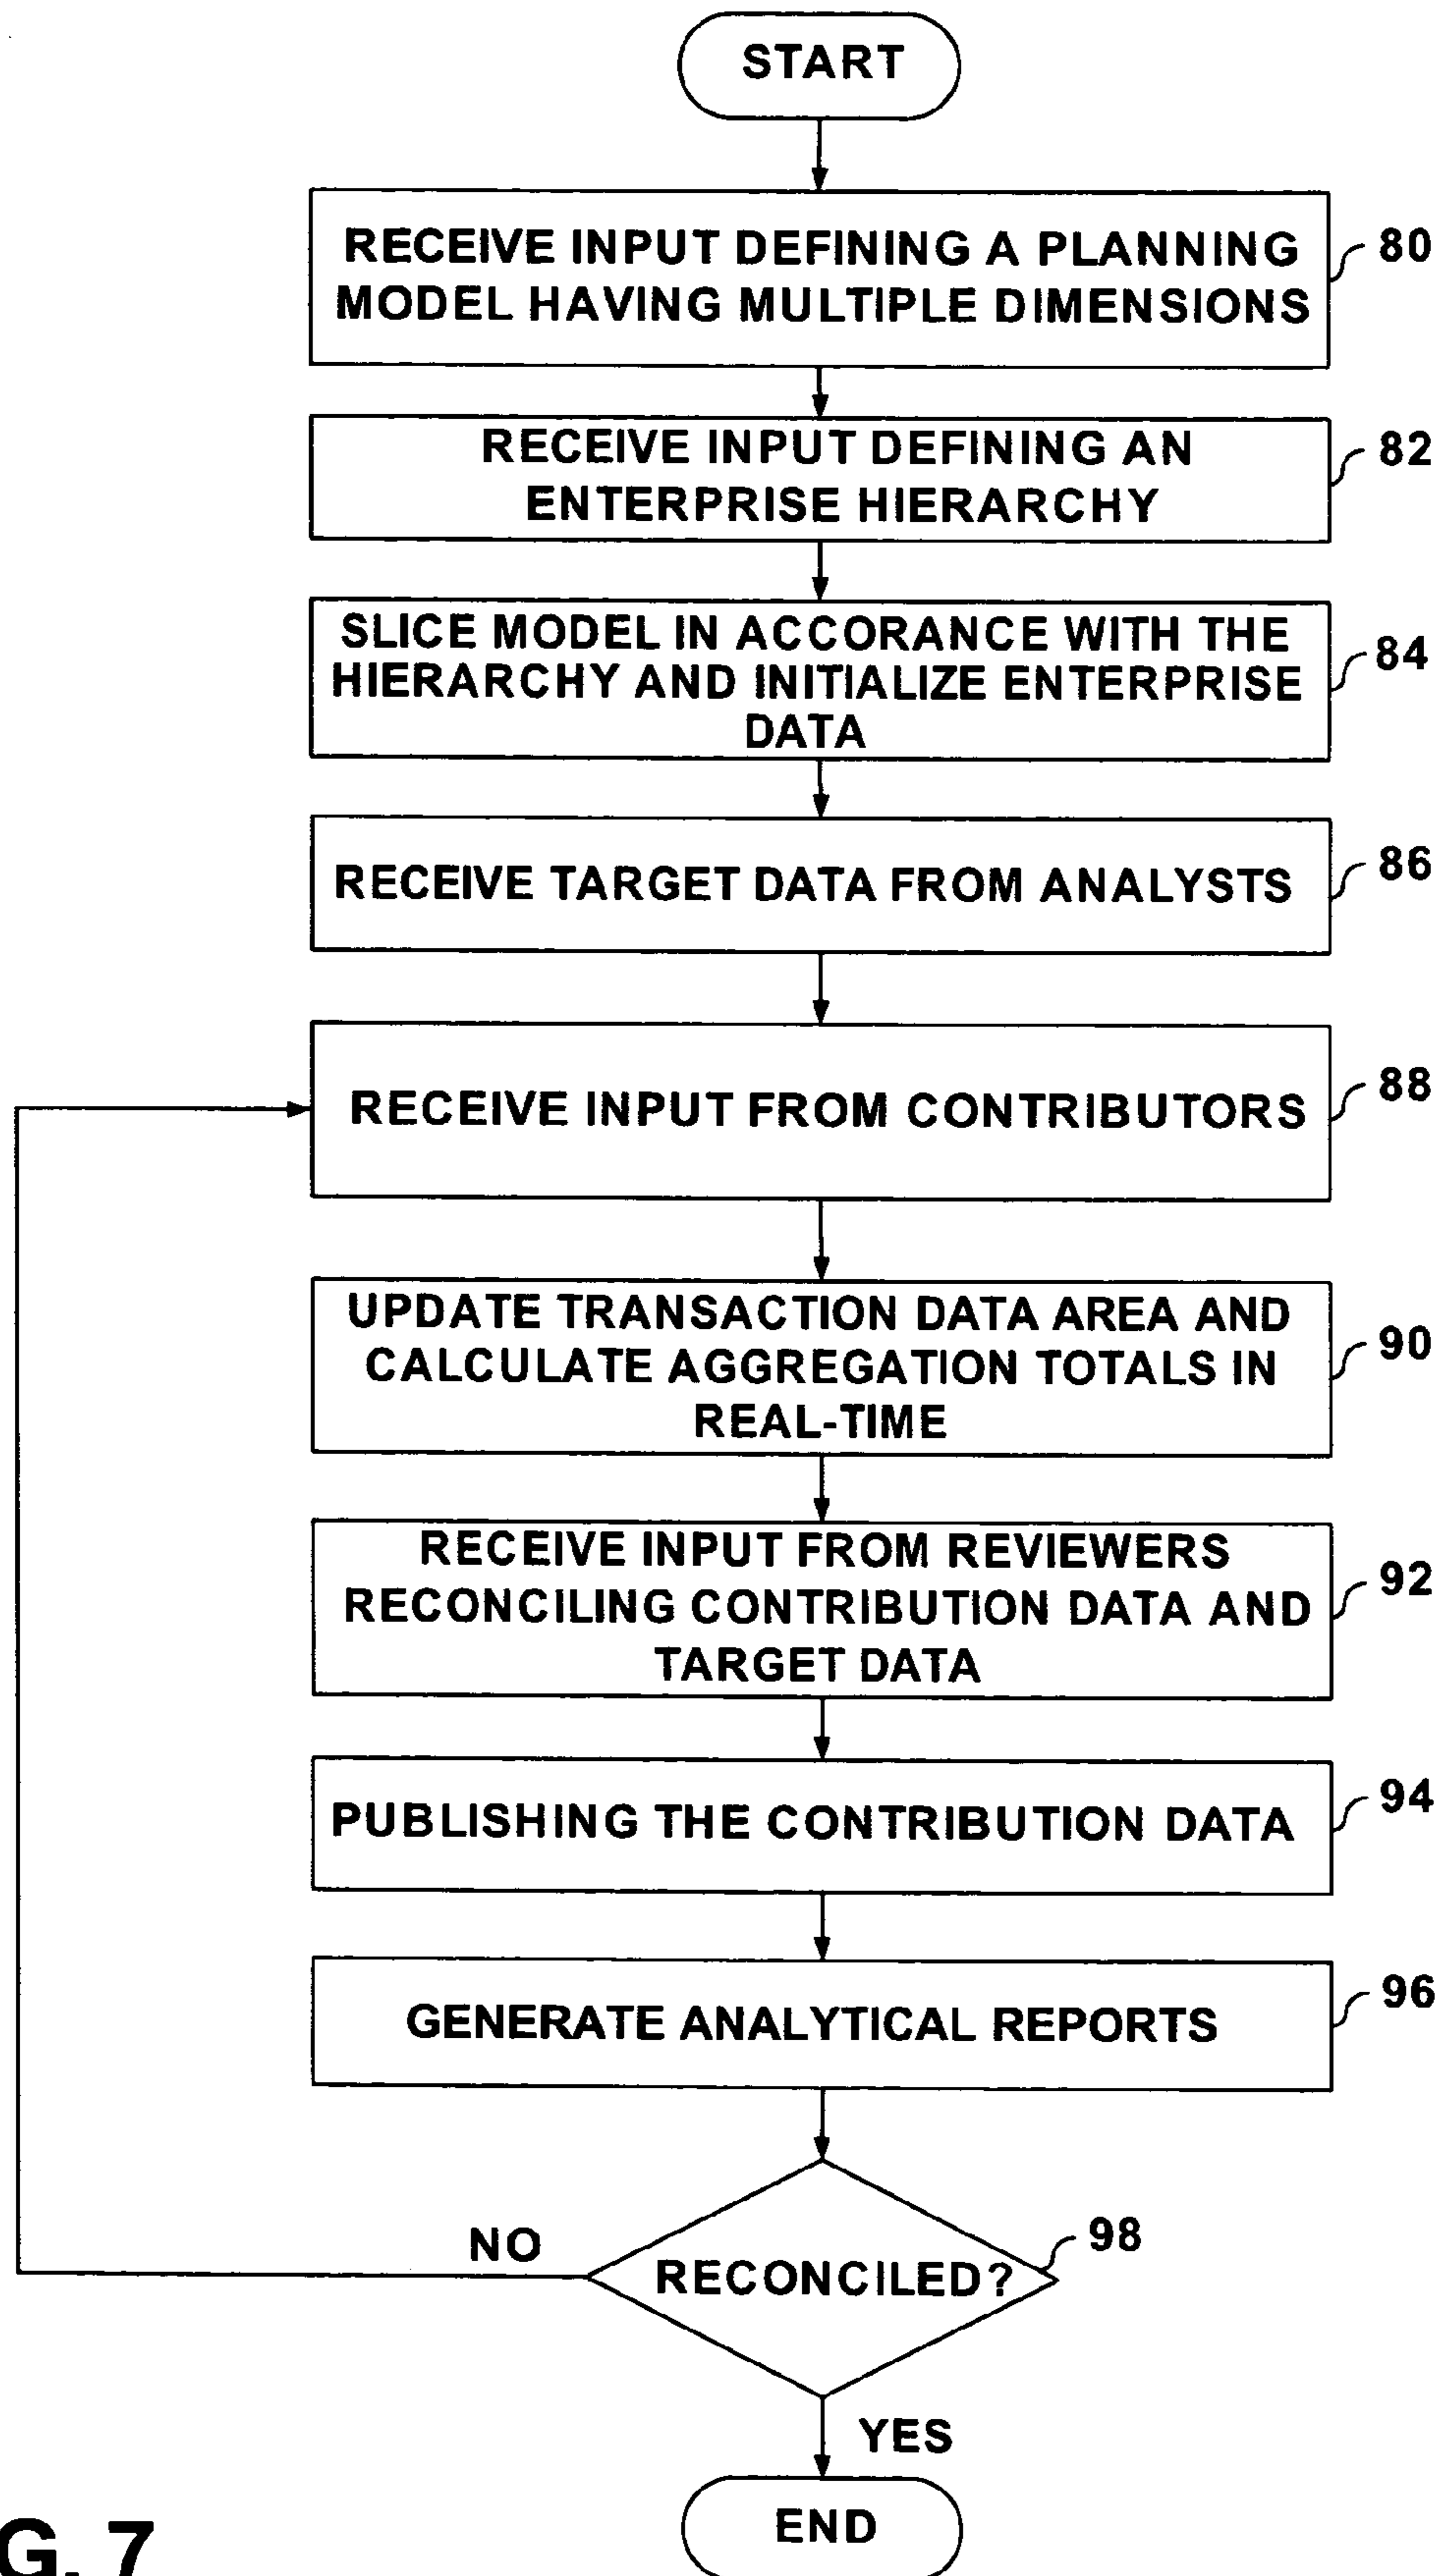 START
RECEIVE INPUT DEFINING A PLANNING
MODEL HAVING MULTIPLE DIMENSIONS
80
RECEIVE INPUT DEFINING AN
ENTERPRISE HIERARCHY
82
SLICE MODEL IN ACCORANCE WITH THE
HIERARCHY AND INITIALIZE ENTERPRISE
DATA
84
RECEIVE TARGET DATA FROM ANALYSTS
86
RECEIVE INPUT FROM CONTRIBUTORS
88
UPDATE TRANSACTION DATA AREA AND
CALCULATE AGGREGATION TOTALS IN
REAL-TIME
90
RECEIVE INPUT FROM REVIEWERS
RECONCILING CONTRIBUTION DATA AND
TARGET DATA
92
PUBLISHING THE CONTRIBUTION DATA
94
GENERATE ANALYTICAL REPORTS
96
RECONCILED?
98
NO
YES
END
G. 7